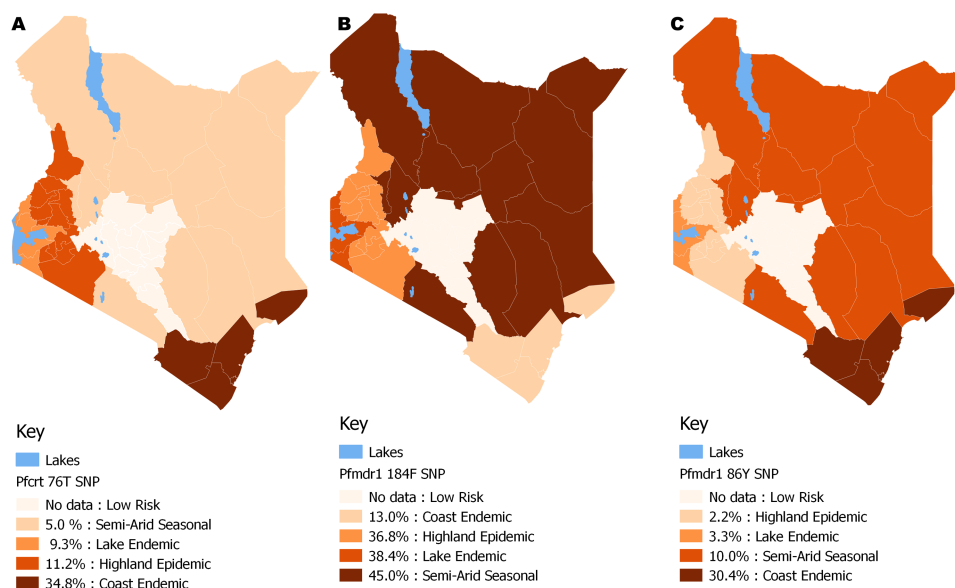 A
B
C
Key
Lakes
Pfcrt 76T SNP
No data : Low Risk
5.0 % : Semi-Arid Seasonal
9.3% : Lake Endemic
11.2% : Highland Epidemic
34.8% : Coast Endemic
Key
Lakes
Pfmdr1 184F SNP
No data : Low Risk
13.0% : Coast Endemic
36.8% : Highland Epidemic
38.4% : Lake Endemic
45.0% : Semi-Arid Seasonal
Key
Lakes
Pfmdr1 86Y SNP
No data : Low Risk
2.2% : Highland Epidemic
3.3% : Lake Endemic
10.0% : Semi-Arid Seasonal
30.4% : Coast Endemic